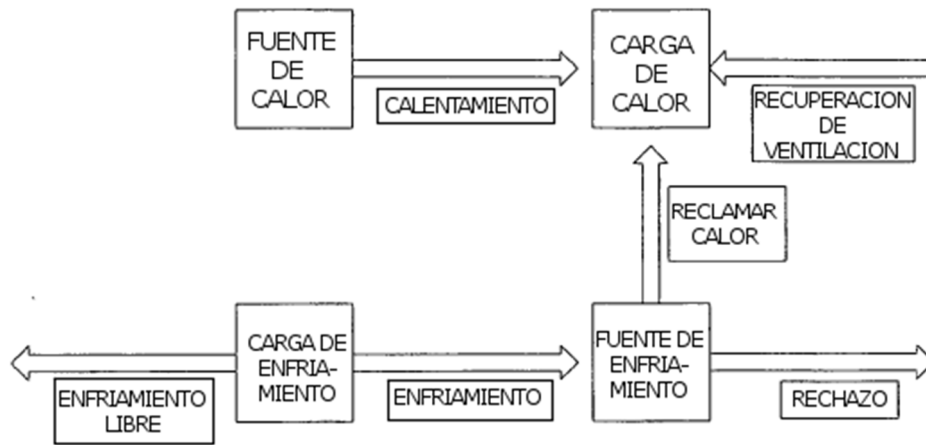 FUENTE
DE
CALOR
CALENTAMIENTO
CARGA
DE
CALOR
RECUPERACION
DE
VENTILACION
RECLAMAR
CALOR
ENFRIAMIENTO
LIBRE
CARGA DE
ENFRIA-
MIENTO
ENFRIAMIENTO
FUENTE DE
ENFRIA-
MIENTO
RECHAZO